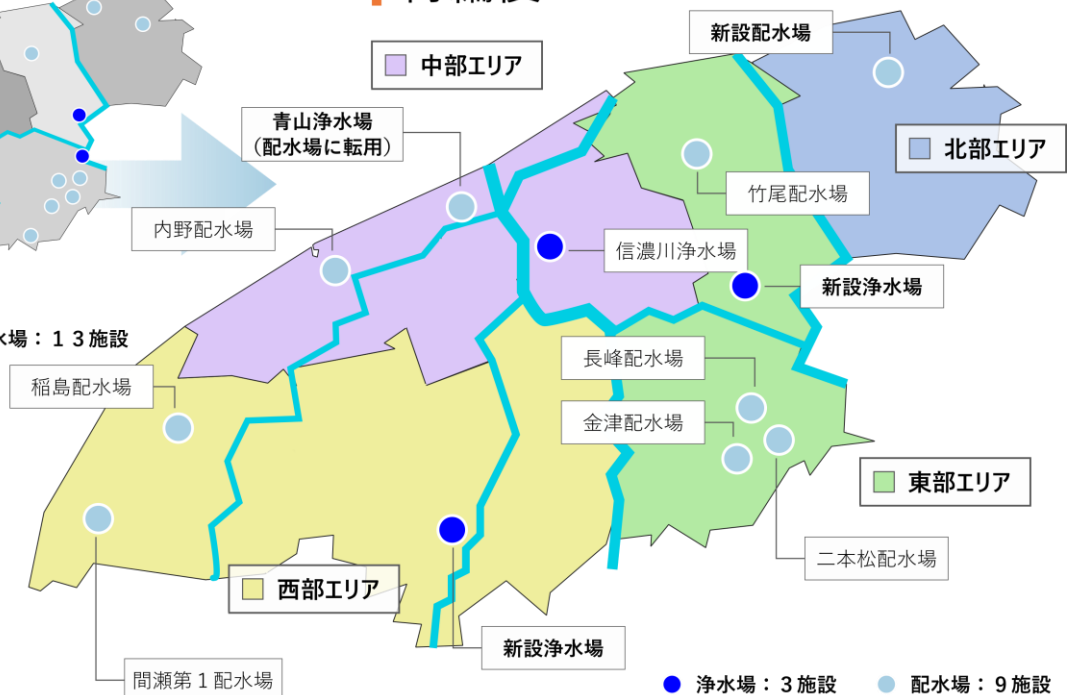 新設配水場
中部エリア
青山浄水場
(配水場に転用)
北部エリア
竹尾配水場
内野配水場
信濃川浄水場
新設浄水場
水場：13施設
長峰配水場
稲島配水場
金津配水場
東部エリア
二本松配水場
西部エリア
新設浄水場
間瀬第1配水場
浄水場：3施設
配水場：9施設